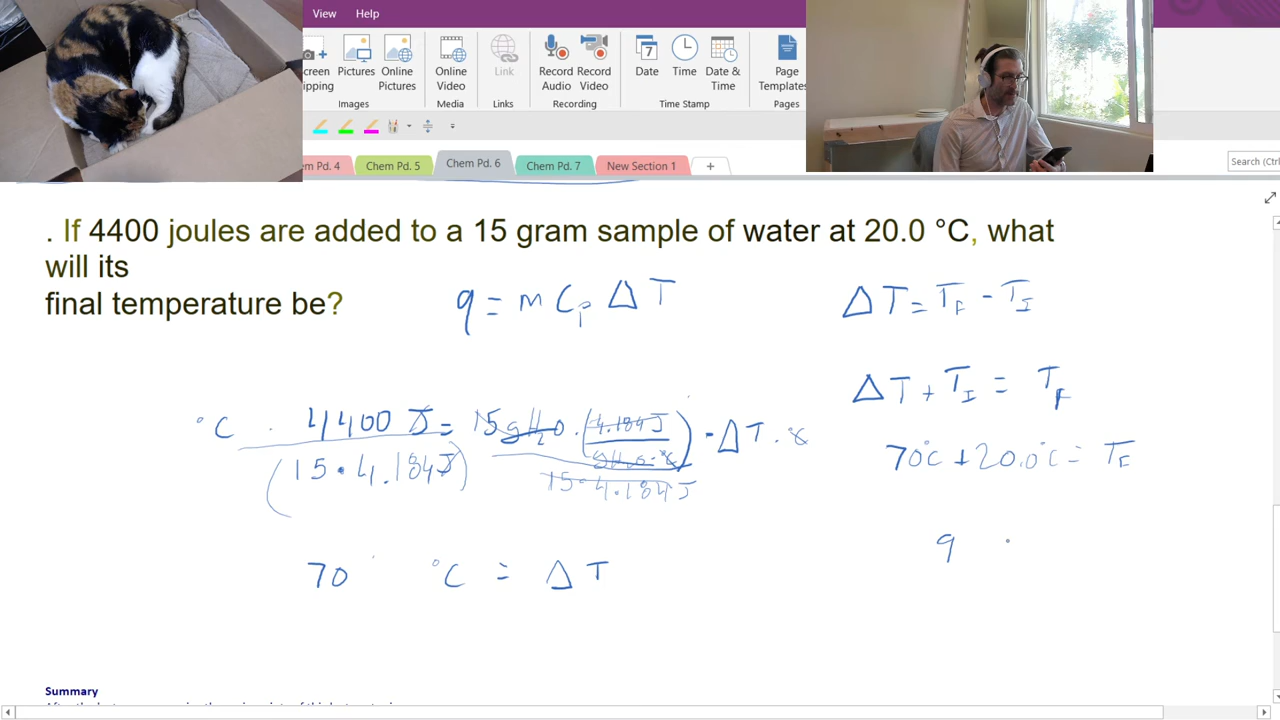 View Help
Screen Clipping Pictures Online Pictures Online Video Link Record Audio Record Video Date Time Date & Time Page Templates
Images Media Links Recording Time Stamp Pages
Chem Pd. 5 Chem Pd. 6 Chem Pd. 7 New Section 1 +
Search (Ctrl
. If 4400 joules are added to a 15 gram sample of water at 20.0 °C, what
will its
final temperature be?
q = m Cp ΔT
ΔT = TF - TI
ΔT + TI = TF
°C · 4400 J = 15 g H2O · (4.184 J / g H2O · °C) · ΔT · °C
(15 · 4.184 J) 15 · 4.184 J
70°C + 20.0°C = TF
9
70 °C = ΔT
Summary